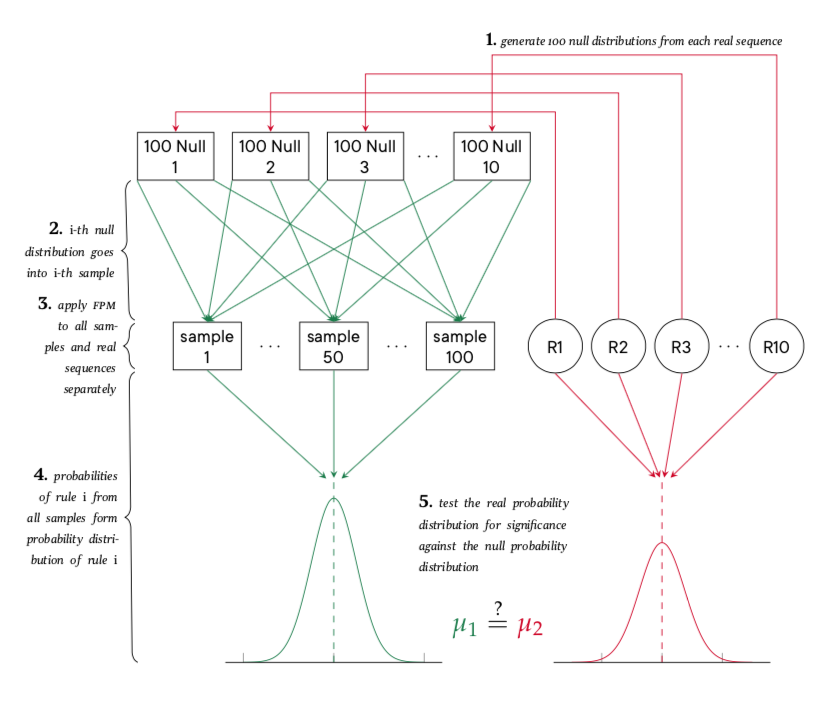 1. generate 100 null distributions from each real sequence
100 Null
1
100 Null
2
100 Null
3
. . .
100 Null
10
2. i-th null
distribution goes
into i-th sample
3. apply FPM
to all sam-
ples and real
sequences
separately
sample
1
. . .
sample
50
. . .
sample
100
R1
R2
R3
. . .
R10
4. probabilities
of rule i from
all samples form
probability distri-
bution of rule i
5. test the real probability
distribution for significance
against the null probability
distribution
?
μ1 = μ2